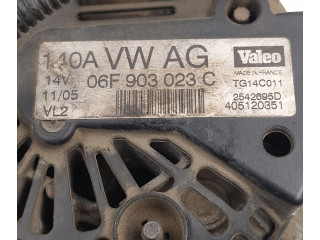 140A VW AG
14V 06F 903 023 C
11/05
VL2
Valeo
MADE IN FRANCE
TG14C011
2542695D
405120351